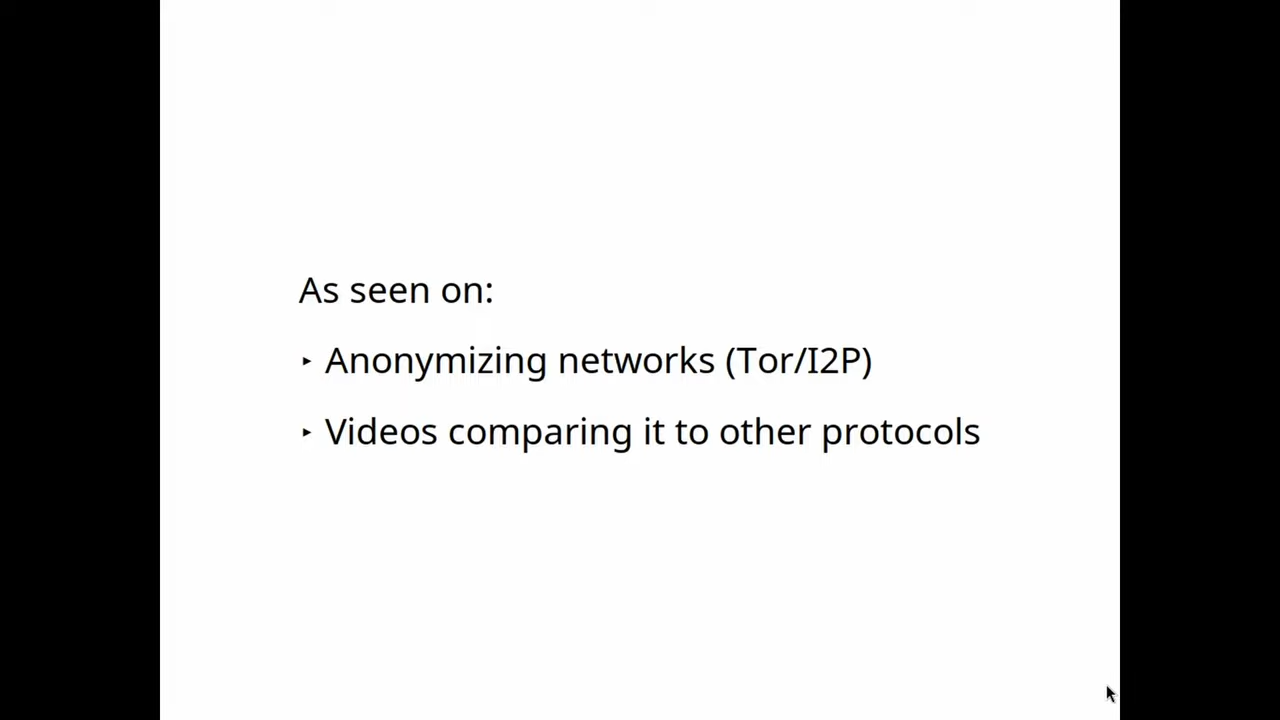 As seen on:
‣ Anonymizing networks (Tor/I2P)
‣ Videos comparing it to other protocols